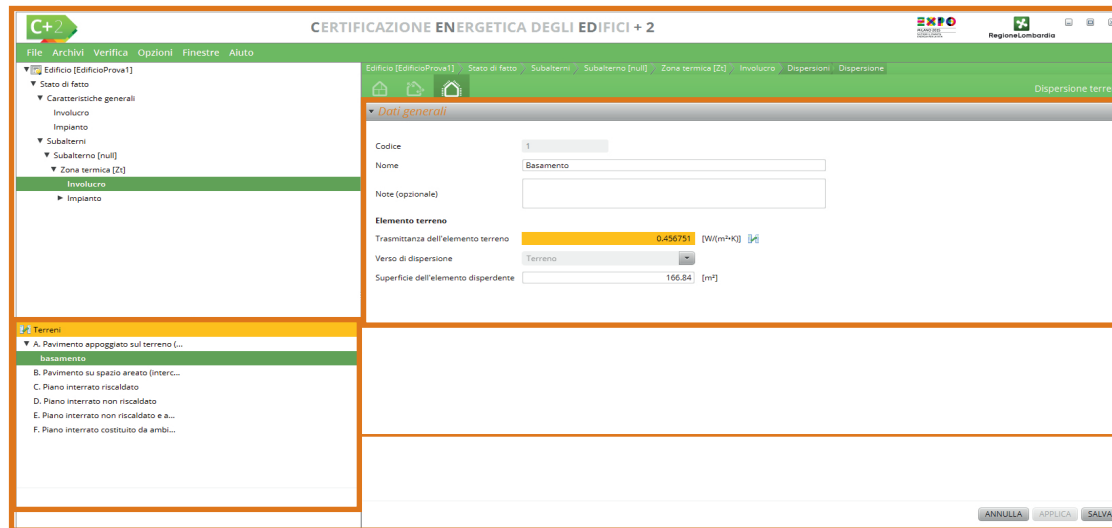 C+2
CERTIFICAZIONE ENERGETICA DEGLI EDIFICI + 2
EXPO
MILANO 2015
RegioneLombardia
File Archivi Verifica Opzioni Finestre Aiuto
Edificio [EdificioProva1]
Stato di fatto
Caratteristiche generali
Involucro
Impianto
Subalterni
Subalterno [null]
Zona termica [Zt]
Involucro
Impianto
Edificio [EdificioProva1] Stato di fatto Subalterni Subalterno [null] Zona termica [Zt] Involucro Dispersioni Dispersione
Dispersione terre
Dati generali
Codice 1
Nome Basamento
Note (opzionale)
Elemento terreno
Trasmittanza dell'elemento terreno 0.456751 [W/(m²•K)]
Verso di dispersione Terreno
Superficie dell'elemento disperdente 166.84 [m²]
Terreni
A. Pavimento appoggiato sul terreno (...
basamento
B. Pavimento su spazio areato (interc...
C. Piano interrato riscaldato
D. Piano interrato non riscaldato
E. Piano interrato non riscaldato e a...
F. Piano interrato costituito da ambi...
ANNULLA APPLICA SALVA